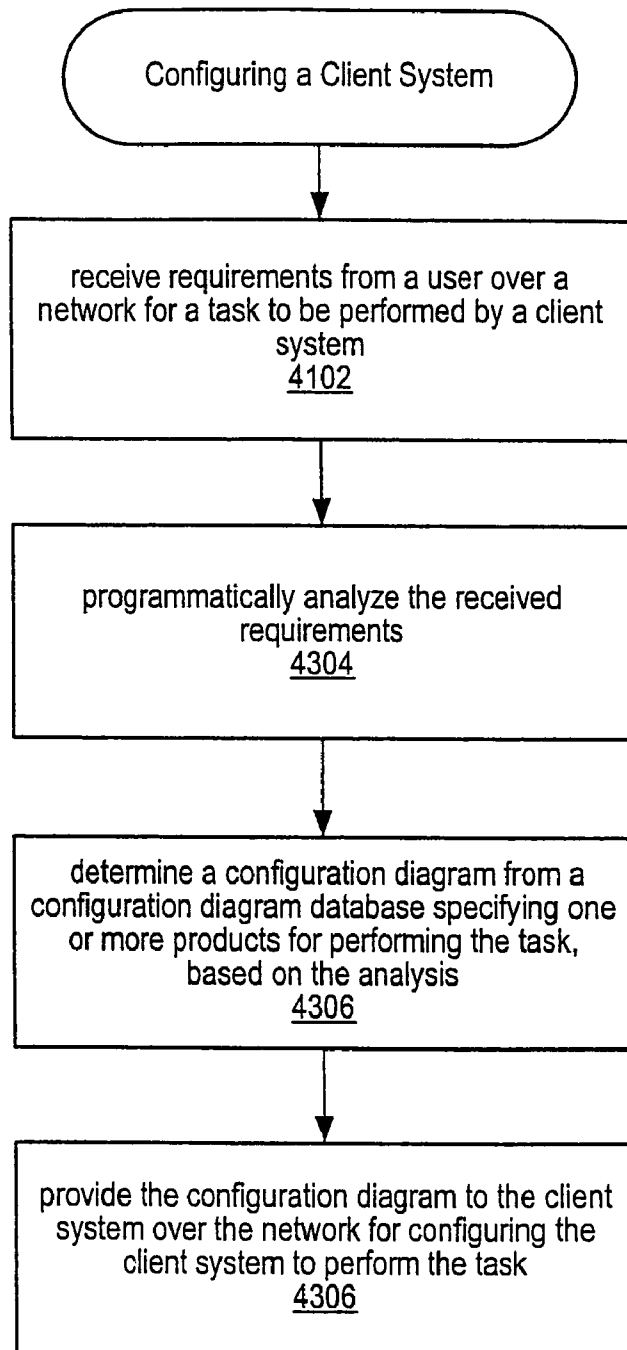 Configuring a Client System
receive requirements from a user over a
network for a task to be performed by a client
system
4102
programmatically analyze the received
requirements
4304
determine a configuration diagram from a
configuration diagram database specifying one
or more products for performing the task,
based on the analysis
4306
provide the configuration diagram to the client
system over the network for configuring the
client system to perform the task
4306